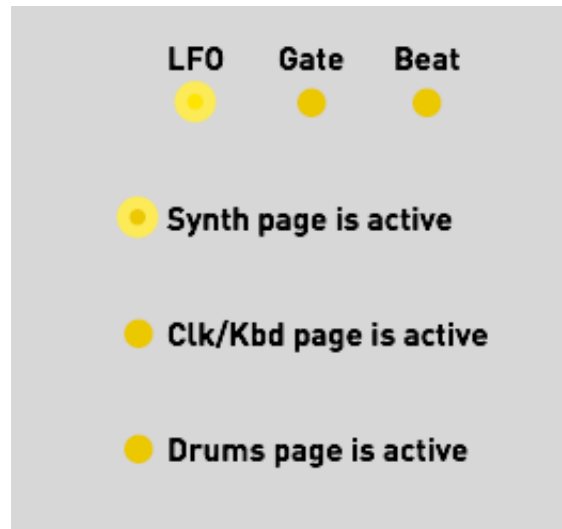 LFO Gate Beat
Synth page is active
Clk/Kbd page is active
Drums page is active